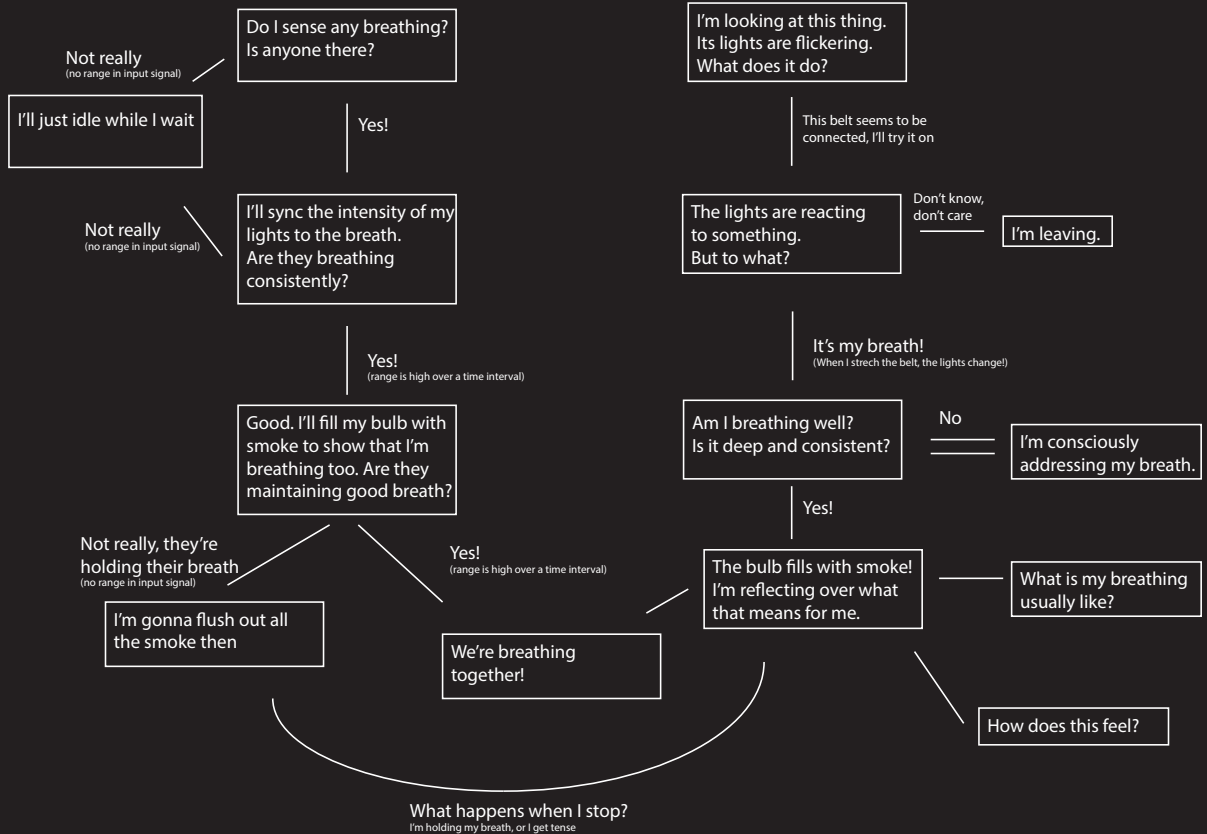 Do I sense any breathing?
Is anyone there?
Not really
(no range in input signal)
I'll just idle while I wait
Yes!
Not really
(no range in input signal)
I'll sync the intensity of my
lights to the breath.
Are they breathing
consistently?
Yes!
(range is high over a time interval)
Good. I'll fill my bulb with
smoke to show that I'm
breathing too. Are they
maintaining good breath?
Not really, they're
holding their breath
(no range in input signal)
I'm gonna flush out all
the smoke then
Yes!
(range is high over a time interval)
We're breathing
together!
I'm looking at this thing.
Its lights are flickering.
What does it do?
This belt seems to be
connected, I'll try it on
The lights are reacting
to something.
But to what?
Don't know,
don't care
I'm leaving.
It's my breath!
(When I strech the belt, the lights change!)
Am I breathing well?
Is it deep and consistent?
No
I'm consciously
addressing my breath.
Yes!
The bulb fills with smoke!
I'm reflecting over what
that means for me.
What is my breathing
usually like?
How does this feel?
What happens when I stop?
I'm holding my breath, or I get tense